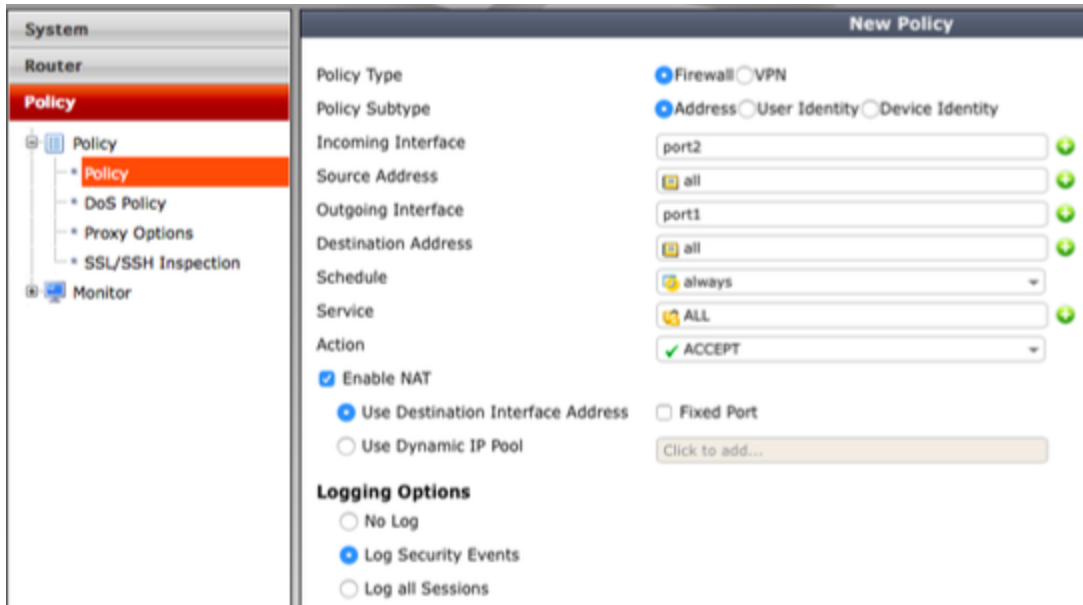 System
Router
Policy
Policy
Policy
DoS Policy
Proxy Options
SSL/SSH Inspection
Monitor
New Policy
Policy Type Firewall VPN
Policy Subtype Address User Identity Device Identity
Incoming Interface port2
Source Address all
Outgoing Interface port1
Destination Address all
Schedule always
Service ALL
Action ACCEPT
Enable NAT
Use Destination Interface Address Fixed Port
Use Dynamic IP Pool Click to add...
Logging Options
No Log
Log Security Events
Log all Sessions